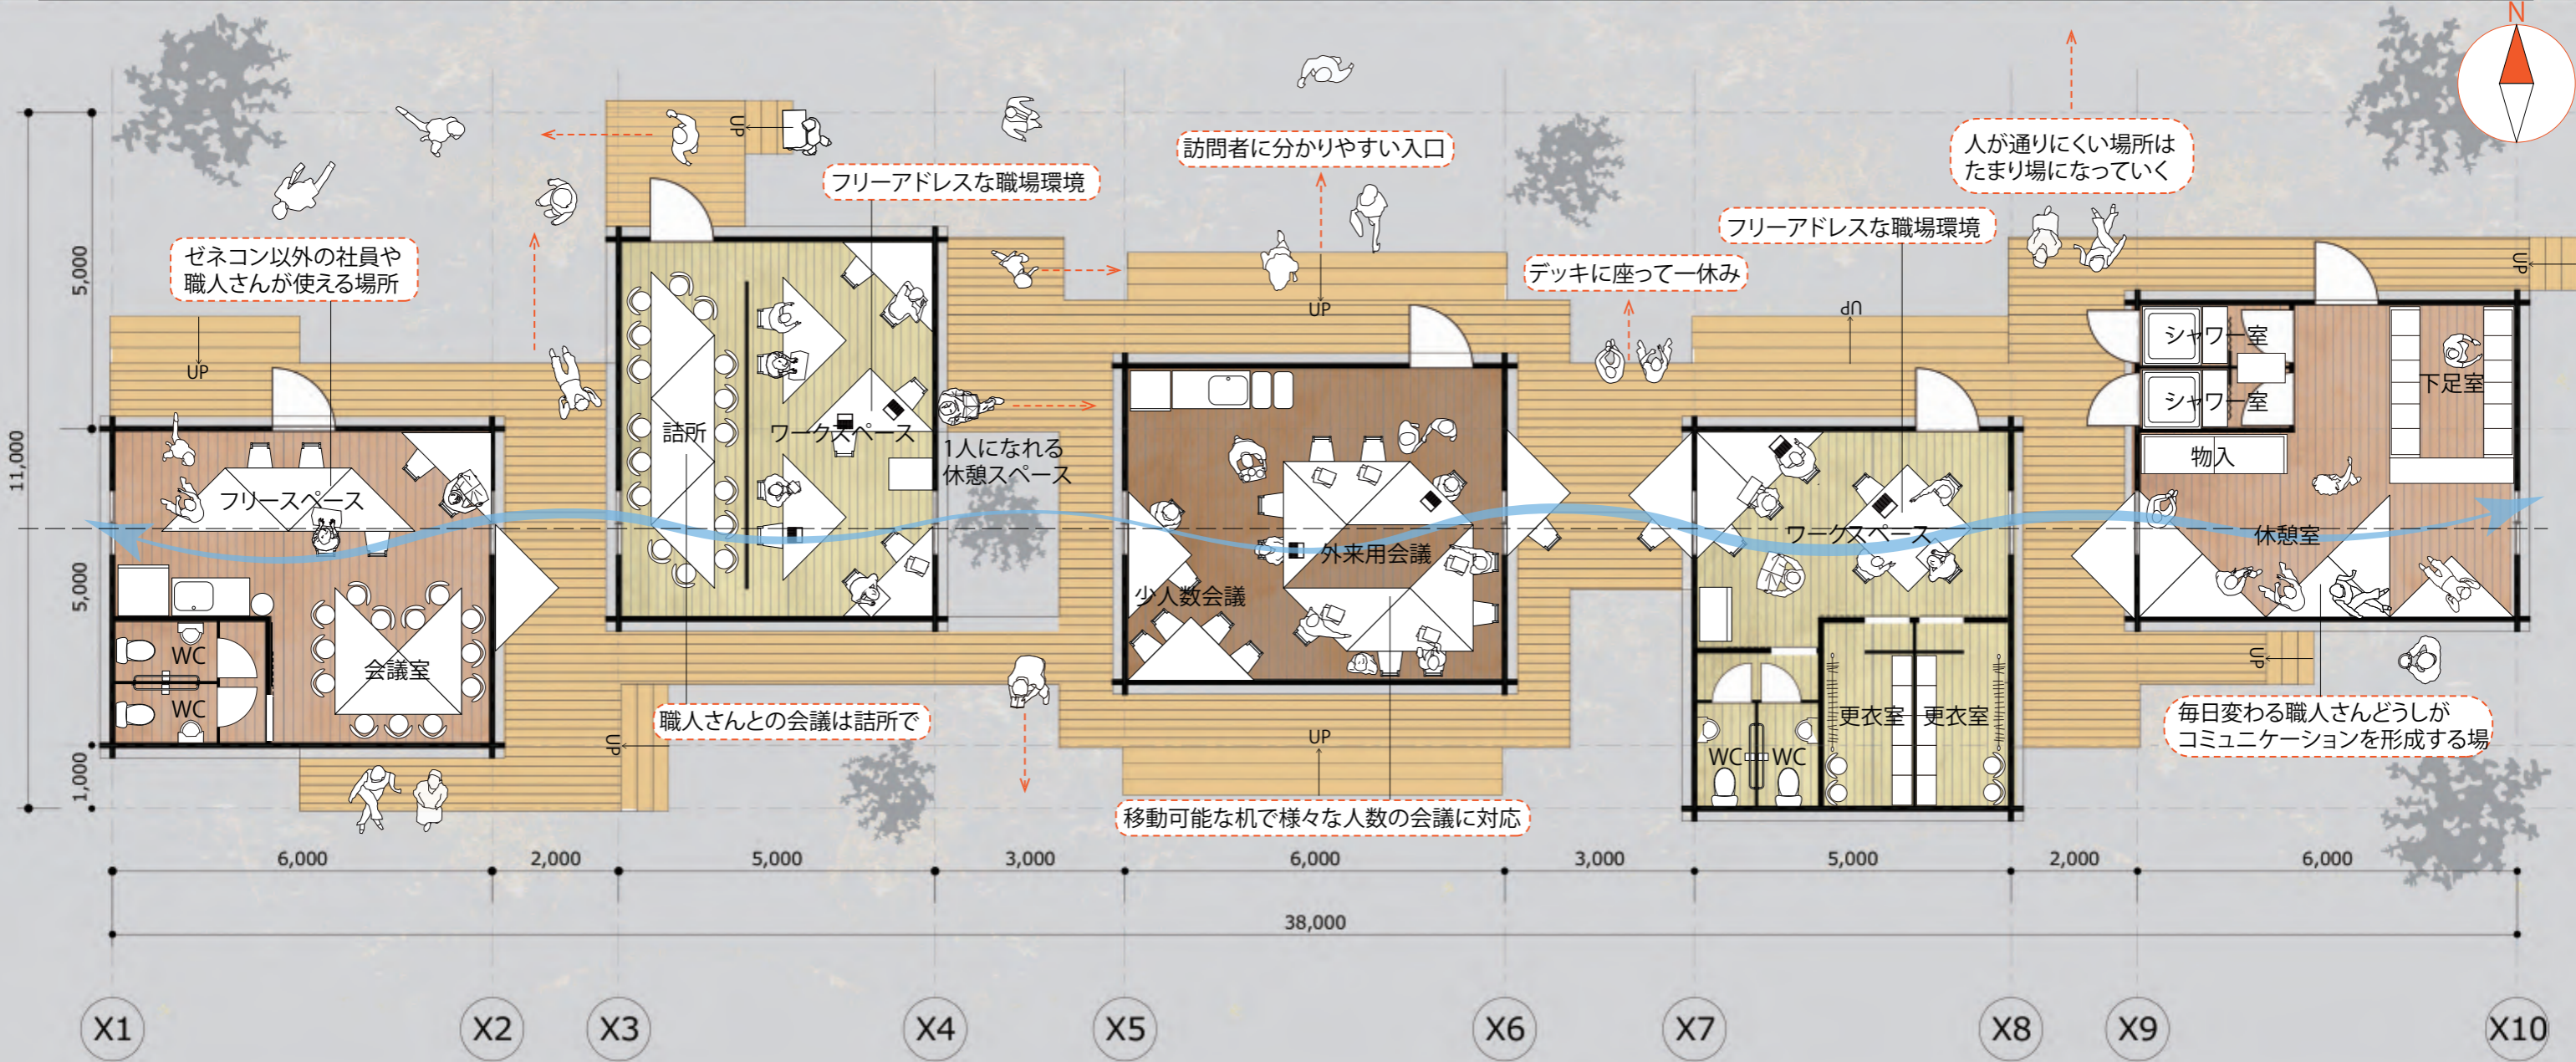 N
UP
訪問者に分かりやすい入口
人が通りにくい場所は
たまり場になっていく
フリーアドレスな職場環境
フリーアドレスな職場環境
ゼネコン以外の社員や
職人さんが使える場所
デッキに座って一休み
UP
UP
UP
UP
シャワー室
シャワー室
下足室
物入
休憩室
詰所
ワークスペース
1人になれる
休憩スペース
フリースペース
外来用会議
少人数会議
ワークスペース
WC
WC
会議室
UP
職人さんとの会議は詰所で
UP
移動可能な机で様々な人数の会議に対応
更衣室
更衣室
WC
WC
UP
毎日変わる職人さんどうしが
コミュニケーションを形成する場
11,000
5,000
5,000
1,000
6,000
2,000
5,000
3,000
6,000
3,000
5,000
2,000
6,000
38,000
X1
X2
X3
X4
X5
X6
X7
X8
X9
X10